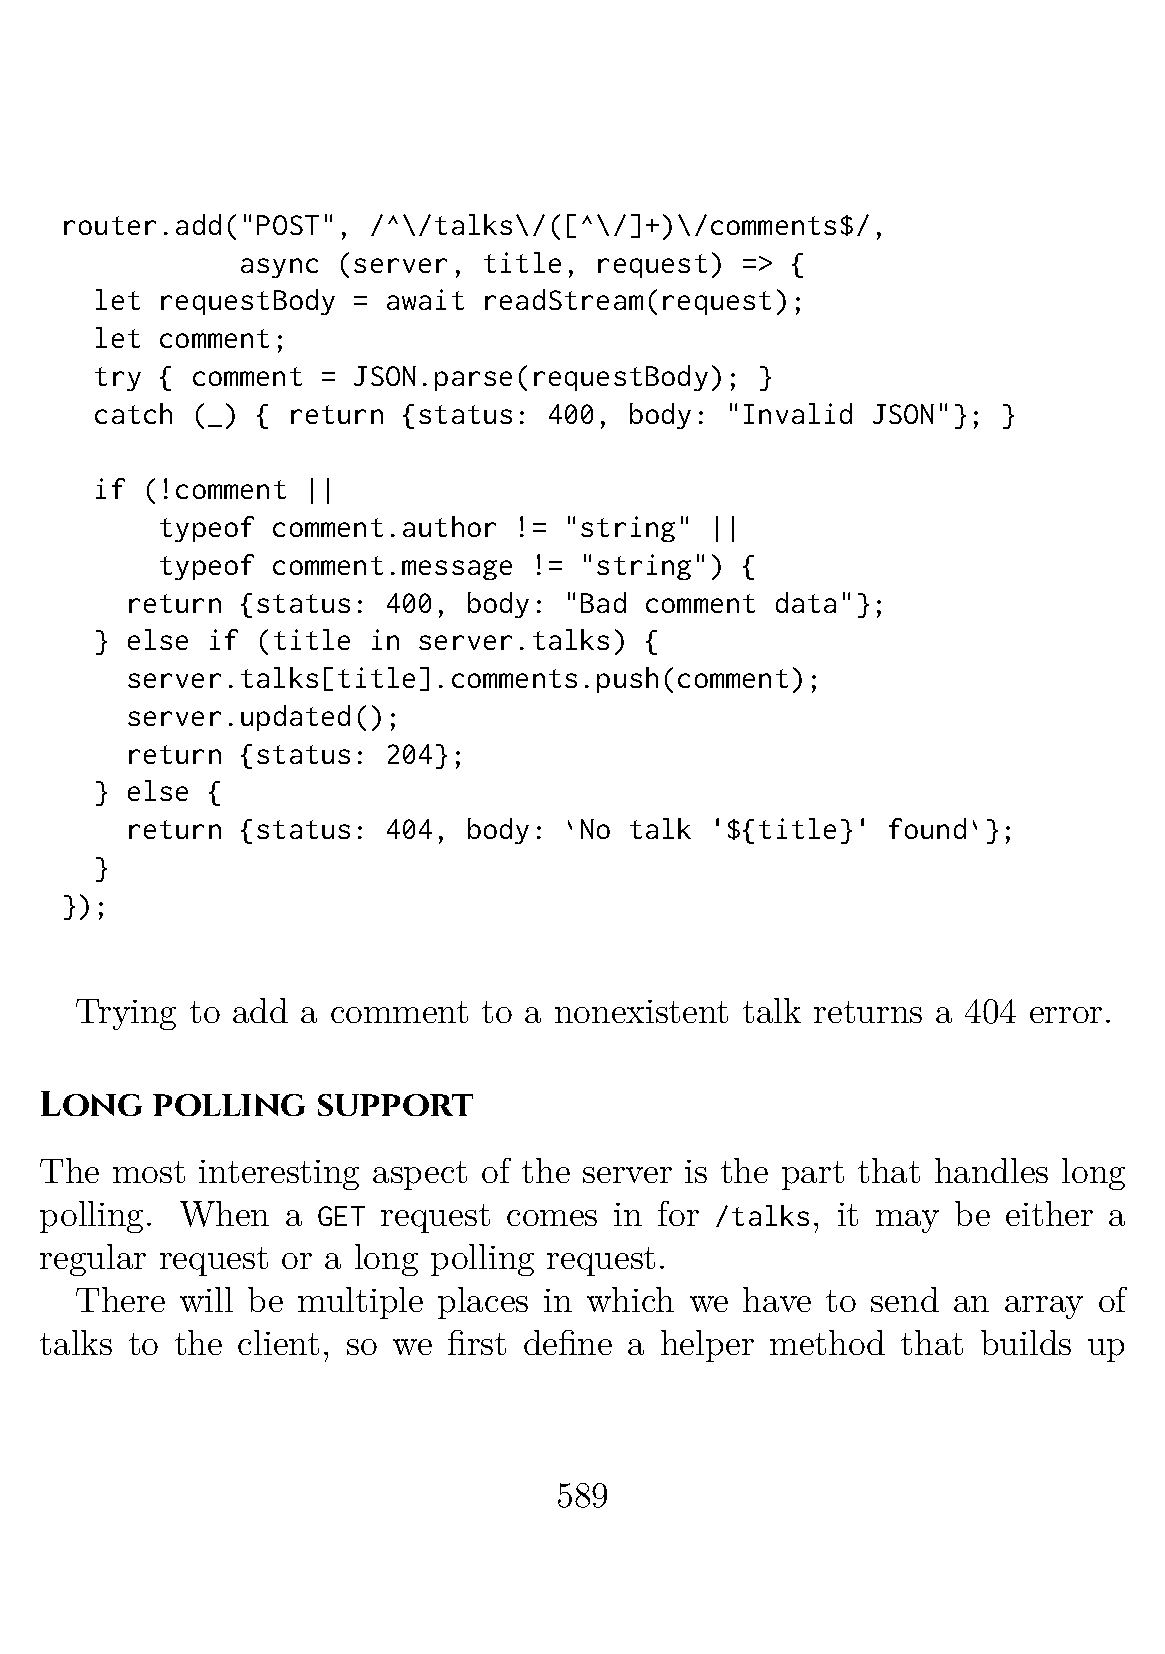 router.add("POST", /^\/talks\/([^\/]+)\/comments$/,
           async (server, title, request) => {
  let requestBody = await readStream(request);
  let comment;
  try { comment = JSON.parse(requestBody); }
  catch (_) { return {status: 400, body: "Invalid JSON"}; }

  if (!comment ||
      typeof comment.author != "string" ||
      typeof comment.message != "string") {
    return {status: 400, body: "Bad comment data"};
  } else if (title in server.talks) {
    server.talks[title].comments.push(comment);
    server.updated();
    return {status: 204};
  } else {
    return {status: 404, body: `No talk '${title}' found`};
  }
});
Trying to add a comment to a nonexistent talk returns a 404 error.
Long polling support
The most interesting aspect of the server is the part that handles long
polling. When a GET request comes in for /talks, it may be either a
regular request or a long polling request.
There will be multiple places in which we have to send an array of
talks to the client, so we first define a helper method that builds up
589